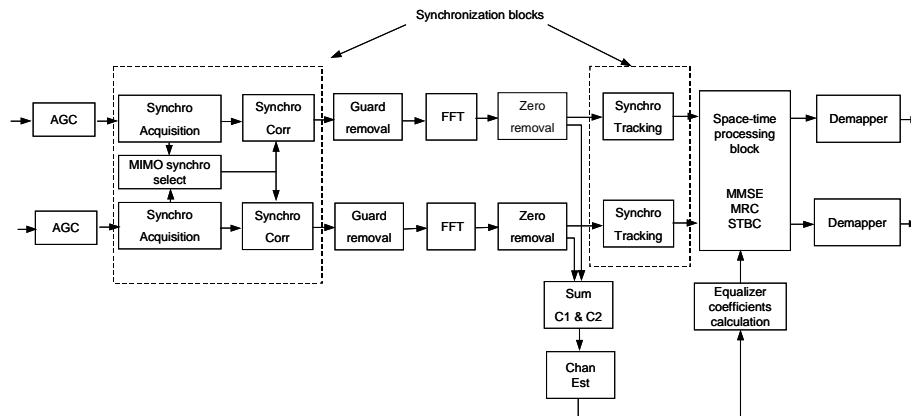 Synchronization blocks
AGC
Synchro
Acquisition
Synchro
Corr
Guard
removal
FFT
Zero
removal
Synchro
Tracking
Space-time
processing
block
MMSE
MRC
STBC
Demapper
MIMO synchro
select
AGC
Synchro
Acquisition
Synchro
Corr
Guard
removal
FFT
Zero
removal
Synchro
Tracking
Demapper
Sum
C1 & C2
Equalizer
coefficients
calculation
Chan
Est